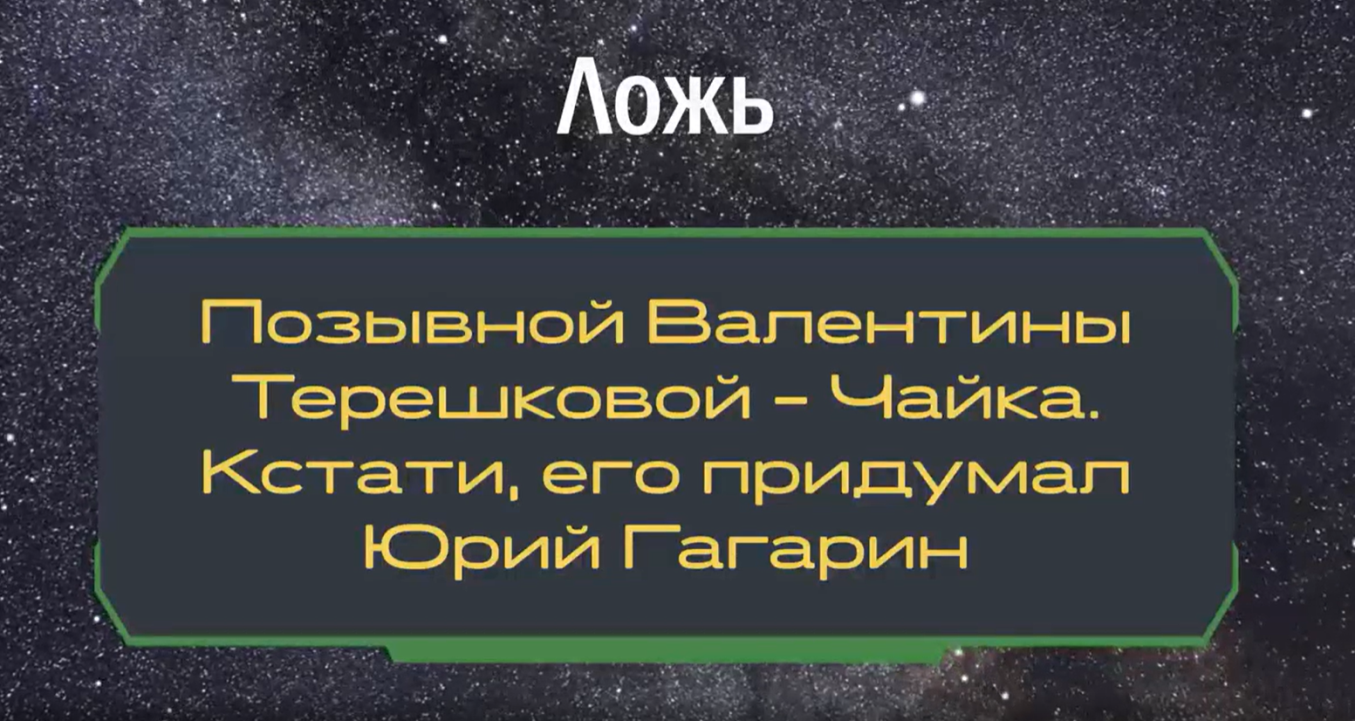 Ложь
Позывной Валентины
Терешковой – Чайка.
Кстати, его придумал
Юрий Гагарин